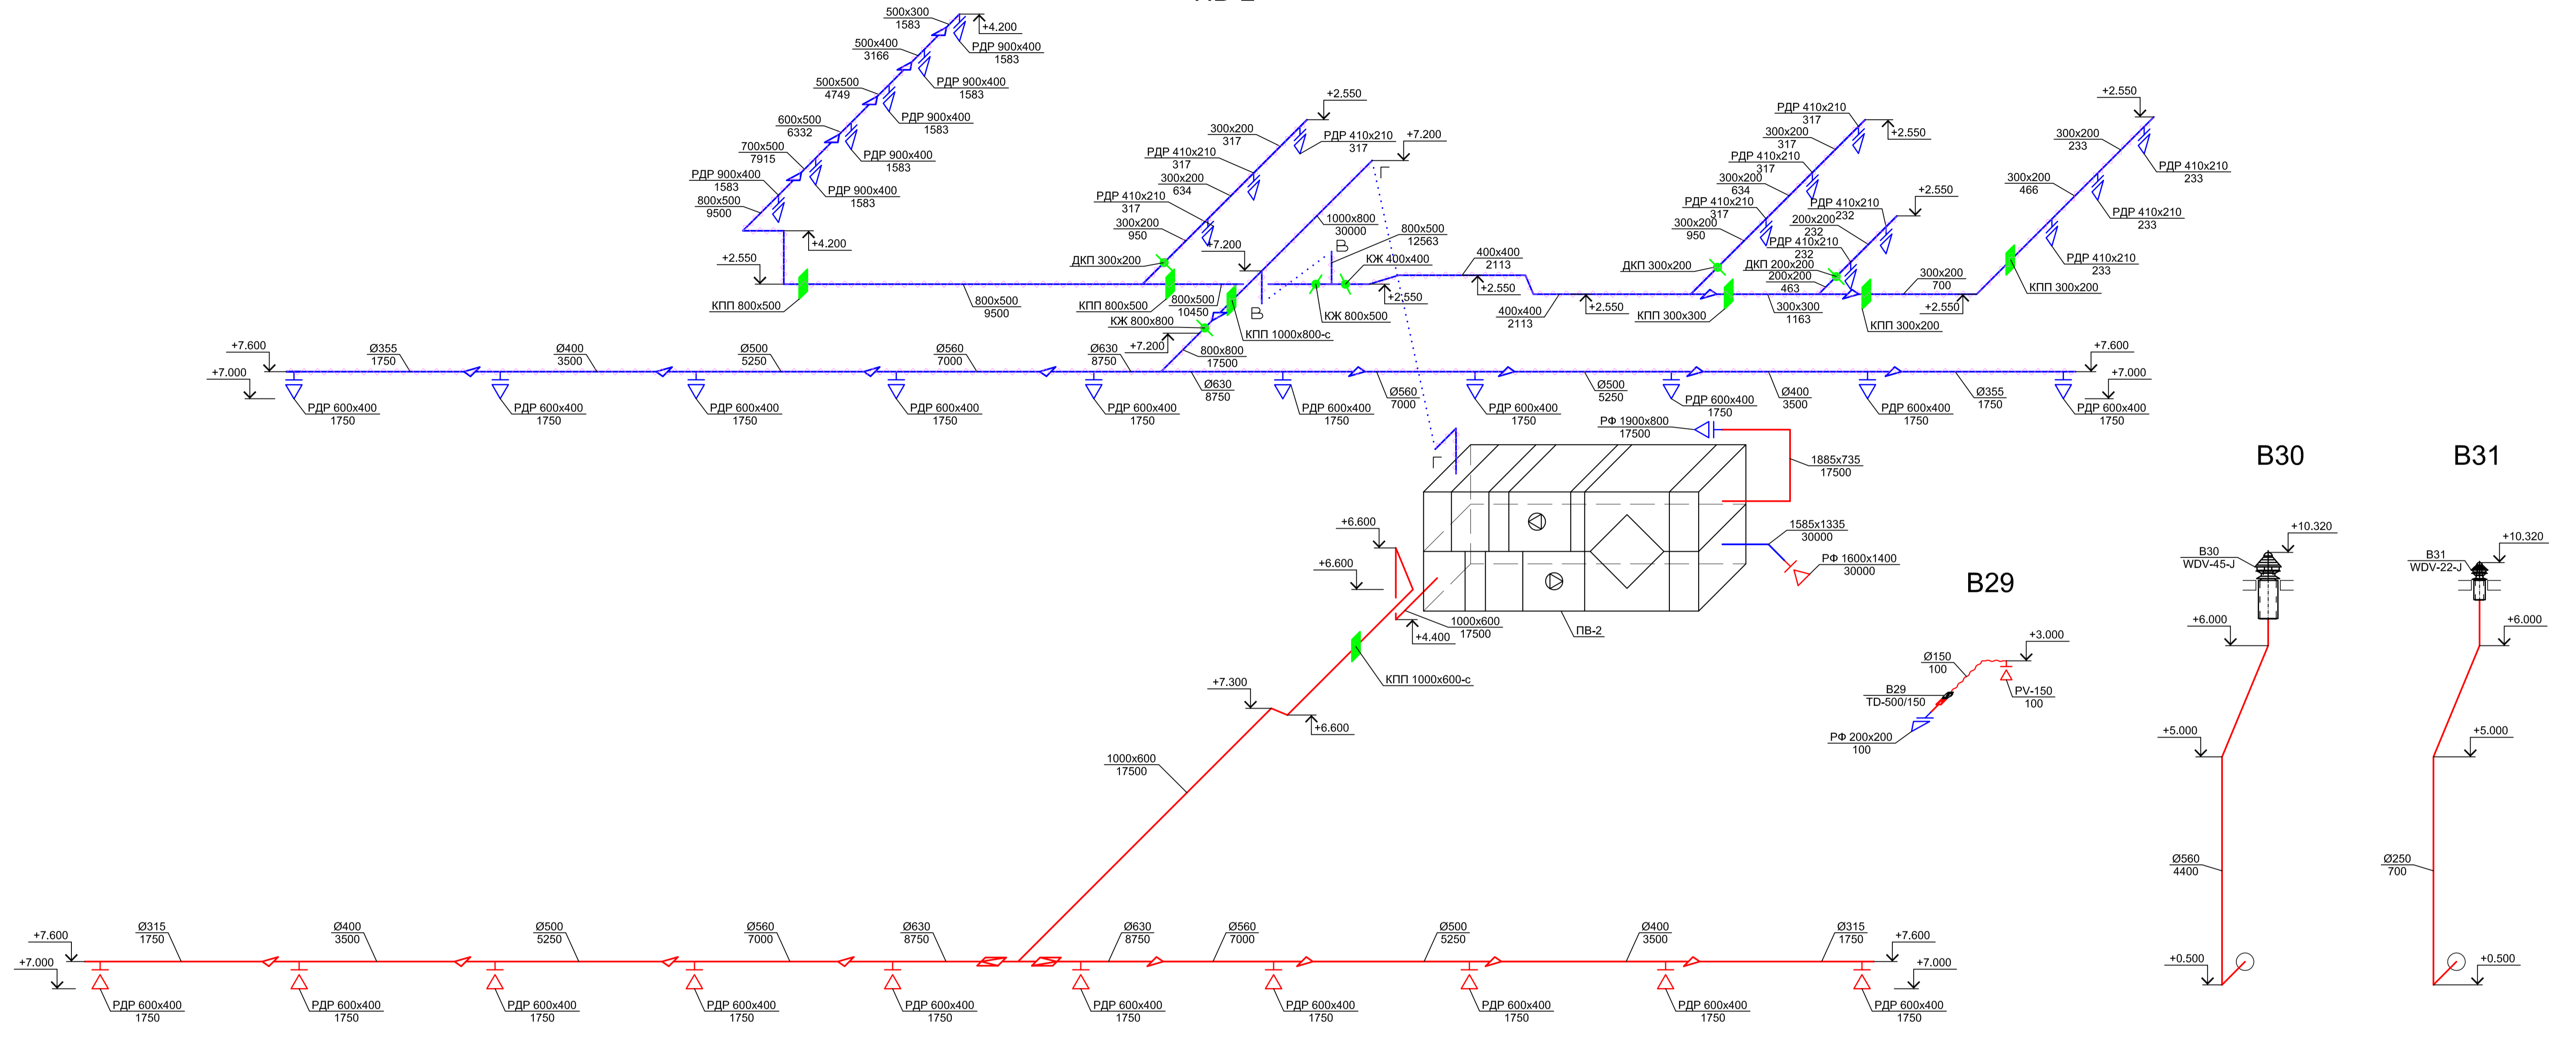 500x300
1583
+4.200
РДР 900x400
1583
500x400
3166
РДР 900x400
1583
500x500
4749
РДР 900x400
1583
600x500
6332
РДР 900x400
1583
700x500
7915
РДР 900x400
1583
РДР 900x400
1583
800x500
9500
+4.200
+2.550
КПП 800x500
800x500
9500
+2.550
300x200
317
РДР 410x210
317
РДР 410x210
317
300x200
634
РДР 410x210
317
300x200
950
ДКП 300x200
КПП 800x500
800x500
10450
+7.200
1000x800
30000
+7.200
Г
В
В
800x500
12563
КЖ 400x400
КЖ 800x500
+2.550
КЖ 800x800
КПП 1000x800-с
+7.200
800x800
17500
400x400
2113
+2.550
400x400
2113
+2.550
РДР 410x210
317
+2.550
300x200
317
РДР 410x210
317
300x200
634
РДР 410x210
317
300x200
950
ДКП 300x200
КПП 300x300
РДР 410x210
232
+2.550
200x200
232
РДР 410x210
232
ДКП 200x200
200x200
463
300x300
1163
КПП 300x200
300x200
700
+2.550
+2.550
300x200
233
РДР 410x210
233
300x200
466
РДР 410x210
233
РДР 410x210
233
КПП 300x200
+7.600
+7.000
Ø355
1750
Ø400
3500
Ø500
5250
Ø560
7000
Ø630
8750
Ø630
8750
Ø560
7000
Ø500
5250
Ø400
3500
Ø355
1750
+7.600
+7.000
РДР 600x400
1750
РДР 600x400
1750
РДР 600x400
1750
РДР 600x400
1750
РДР 600x400
1750
РДР 600x400
1750
РДР 600x400
1750
РДР 600x400
1750
РДР 600x400
1750
РДР 600x400
1750
РФ 1900x800
17500
1885x735
17500
Г
1585x1335
30000
РФ 1600x1400
30000
ПВ-2
+6.600
+6.600
1000x600
17500
+4.400
КПП 1000x600-с
+7.300
+6.600
1000x600
17500
В29
+3.000
Ø150
100
В29
TD-500/150
PV-150
100
РФ 200x200
100
В30
+10.320
В30
WDV-45-J
+6.000
+5.000
Ø560
4400
+0.500
В31
+10.320
В31
WDV-22-J
+6.000
+5.000
Ø250
700
+0.500
+7.600
+7.000
Ø315
1750
Ø400
3500
Ø500
5250
Ø560
7000
Ø630
8750
Ø630
8750
Ø560
7000
Ø500
5250
Ø400
3500
Ø315
1750
+7.600
+7.000
РДР 600x400
1750
РДР 600x400
1750
РДР 600x400
1750
РДР 600x400
1750
РДР 600x400
1750
РДР 600x400
1750
РДР 600x400
1750
РДР 600x400
1750
РДР 600x400
1750
РДР 600x400
1750